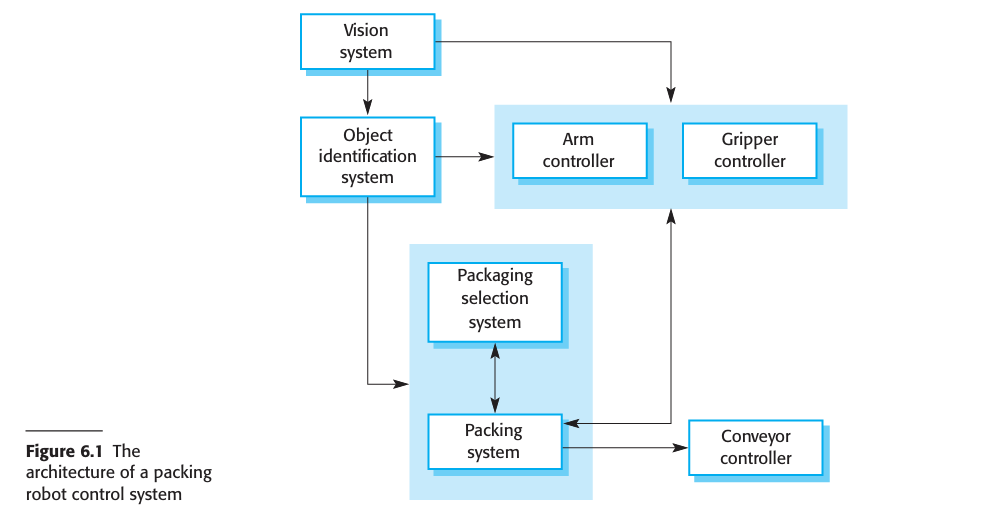 Vision
system
Object
identification
system
Arm
controller
Gripper
controller
Packaging
selection
system
Packing
system
Conveyor
controller
Figure 6.1 The
architecture of a packing
robot control system